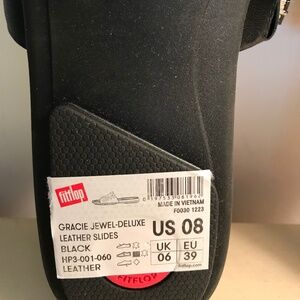 fitflop
MADE IN VIETNAM
F0030 1223
GRACIE JEWEL-DELUXE
LEATHER SLIDES
BLACK
HP3-001-060
LEATHER
US 08
UK EU
06 39
fitflop.com
FITFLOP